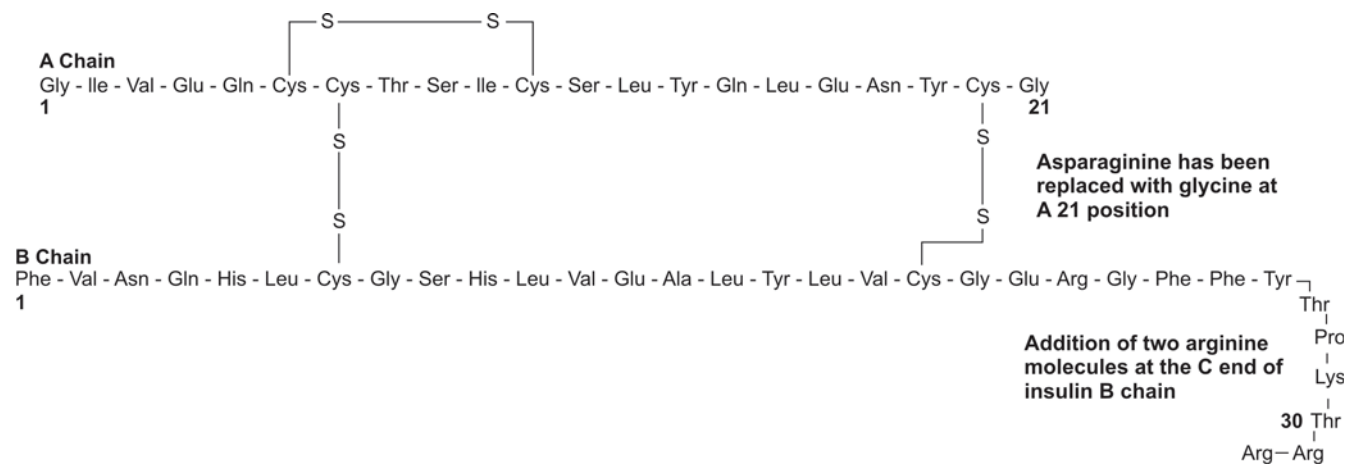 S S
A Chain
Gly - Ile - Val - Glu - Gln - Cys - Cys - Thr - Ser - Ile - Cys - Ser - Leu - Tyr - Gln - Leu - Glu - Asn - Tyr - Cys - Gly
1 21
S S
Asparaginine has been
replaced with glycine at
A 21 position
S S
B Chain
Phe - Val - Asn - Gln - His - Leu - Cys - Gly - Ser - His - Leu - Val - Glu - Ala - Leu - Tyr - Leu - Val - Cys - Gly - Glu - Arg - Gly - Phe - Phe - Tyr
1
Thr
Pro
Lys
30 Thr
Arg - Arg
Addition of two arginine
molecules at the C end of
insulin B chain